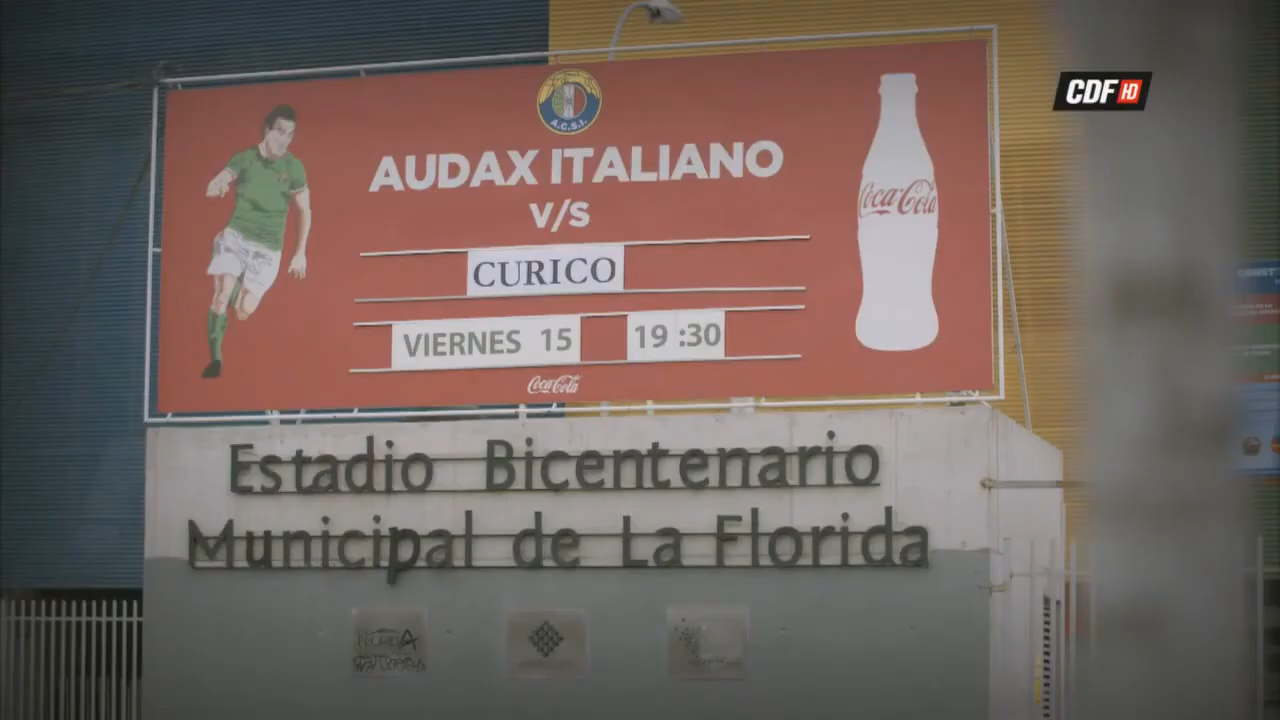 CDF HD
A.C.S.I.
AUDAX ITALIANO
V/S
CURICO
Coca-Cola
VIERNES 15 19:30
Coca-Cola
Estadio Bicentenario
Municipal de La Florida